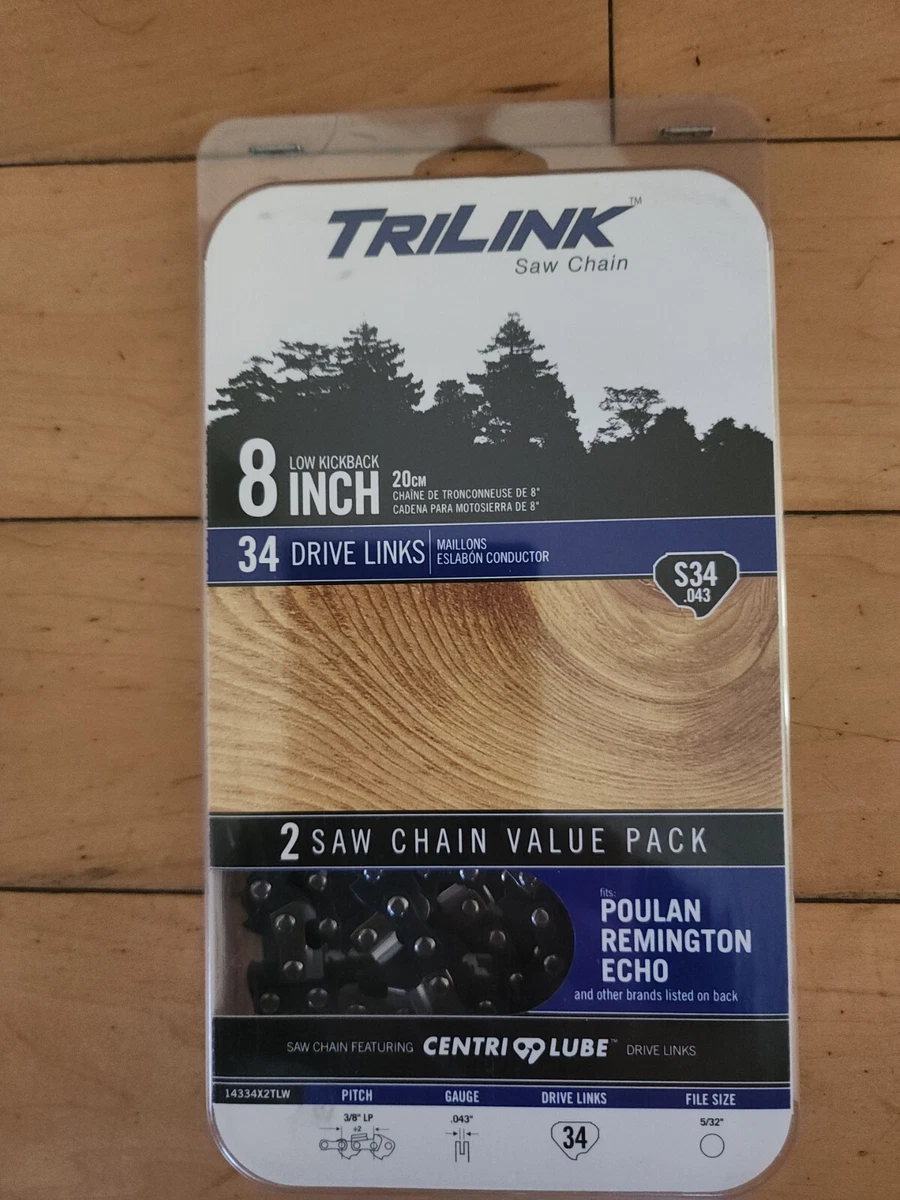 TRILINK™
Saw Chain
8 LOW KICKBACK
INCH
20CM
CHAÎNE DE TRONCONNEUSE DE 8"
CADENA PARA MOTOSIERRA DE 8"
34 DRIVE LINKS
MAILLONS
ESLABÓN CONDUCTOR
S34
.043
2 SAW CHAIN VALUE PACK
fits:
POULAN
REMINGTON
ECHO
and other brands listed on back
SAW CHAIN FEATURING CENTRI LUBE™ DRIVE LINKS
14334X2TLW PITCH GAUGE DRIVE LINKS FILE SIZE
3/8" LP .043" 5/32"
÷2
34